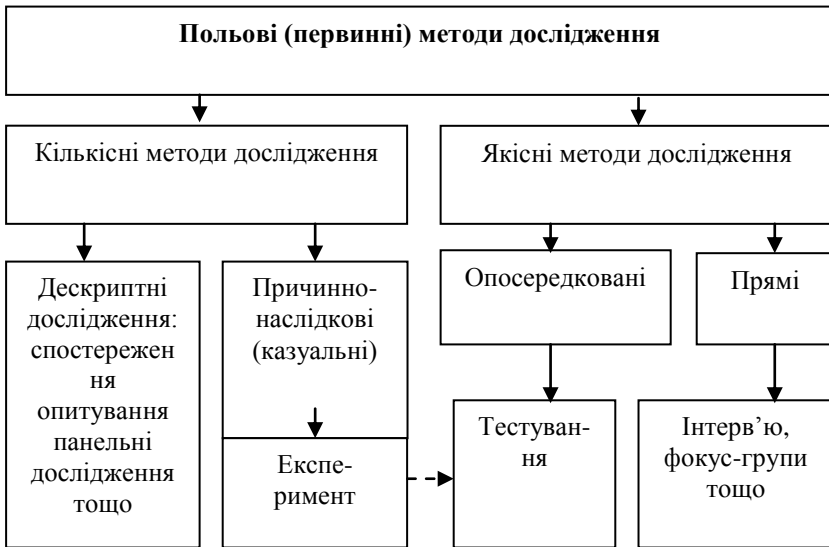 Польові (первинні) методи дослідження
Кількісні методи дослідження
Якісні методи дослідження
Дескриптні
дослідження:
спостережен
ня
опитування
панельні
дослідження
тощо
Причинно-
наслідкові
(казуальні)
Експе-
римент
Опосередковані
Прямі
Тестуван-
ня
Інтерв’ю,
фокус-групи
тощо